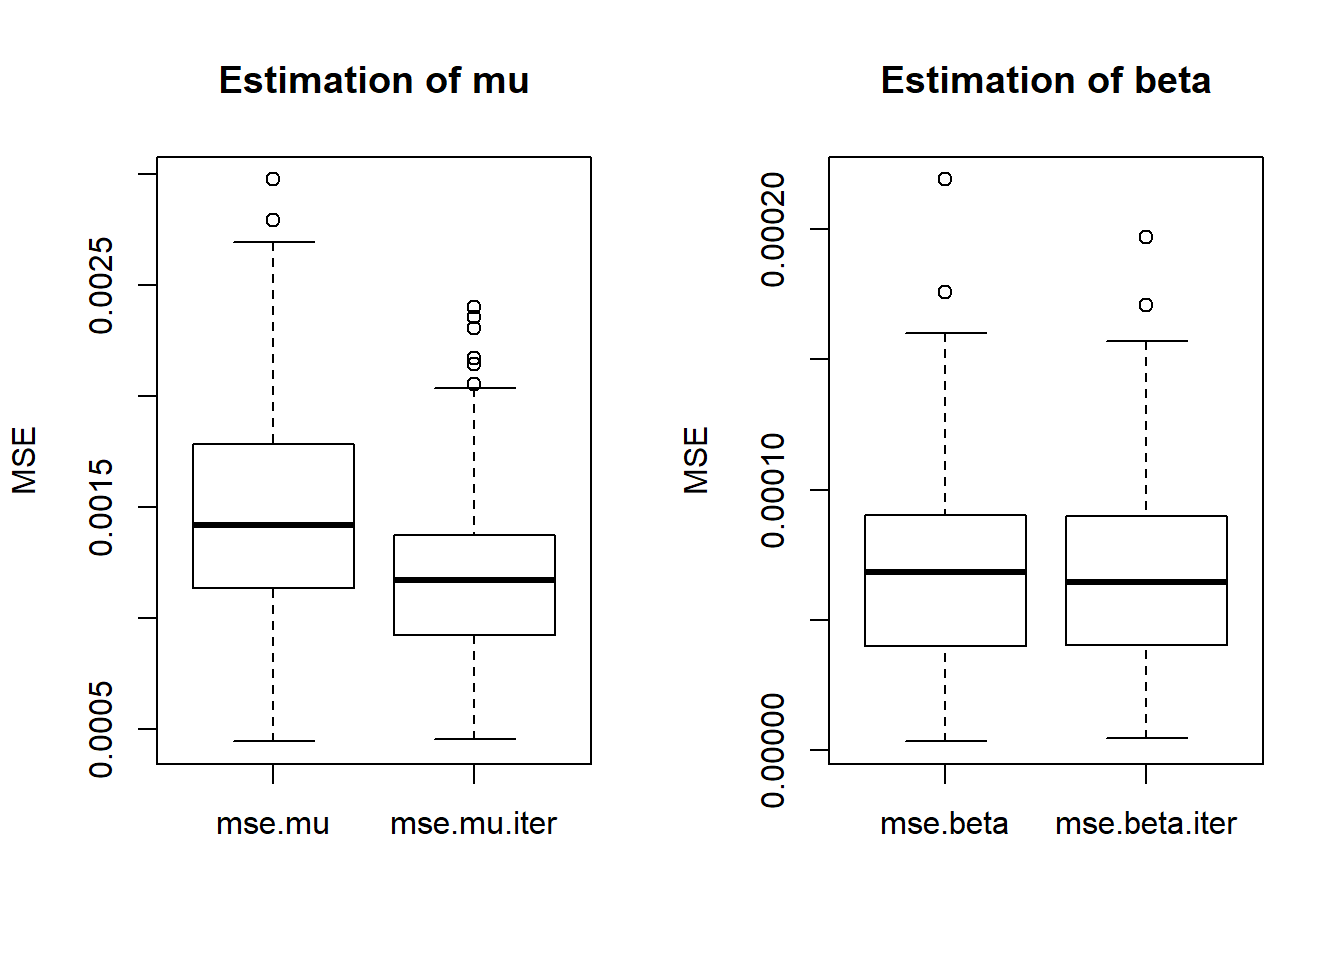 Estimation of mu
MSE
0.0025
0.0015
0.0005
mse.mu
mse.mu.iter
Estimation of beta
MSE
0.00020
0.00010
0.00000
mse.beta
mse.beta.iter